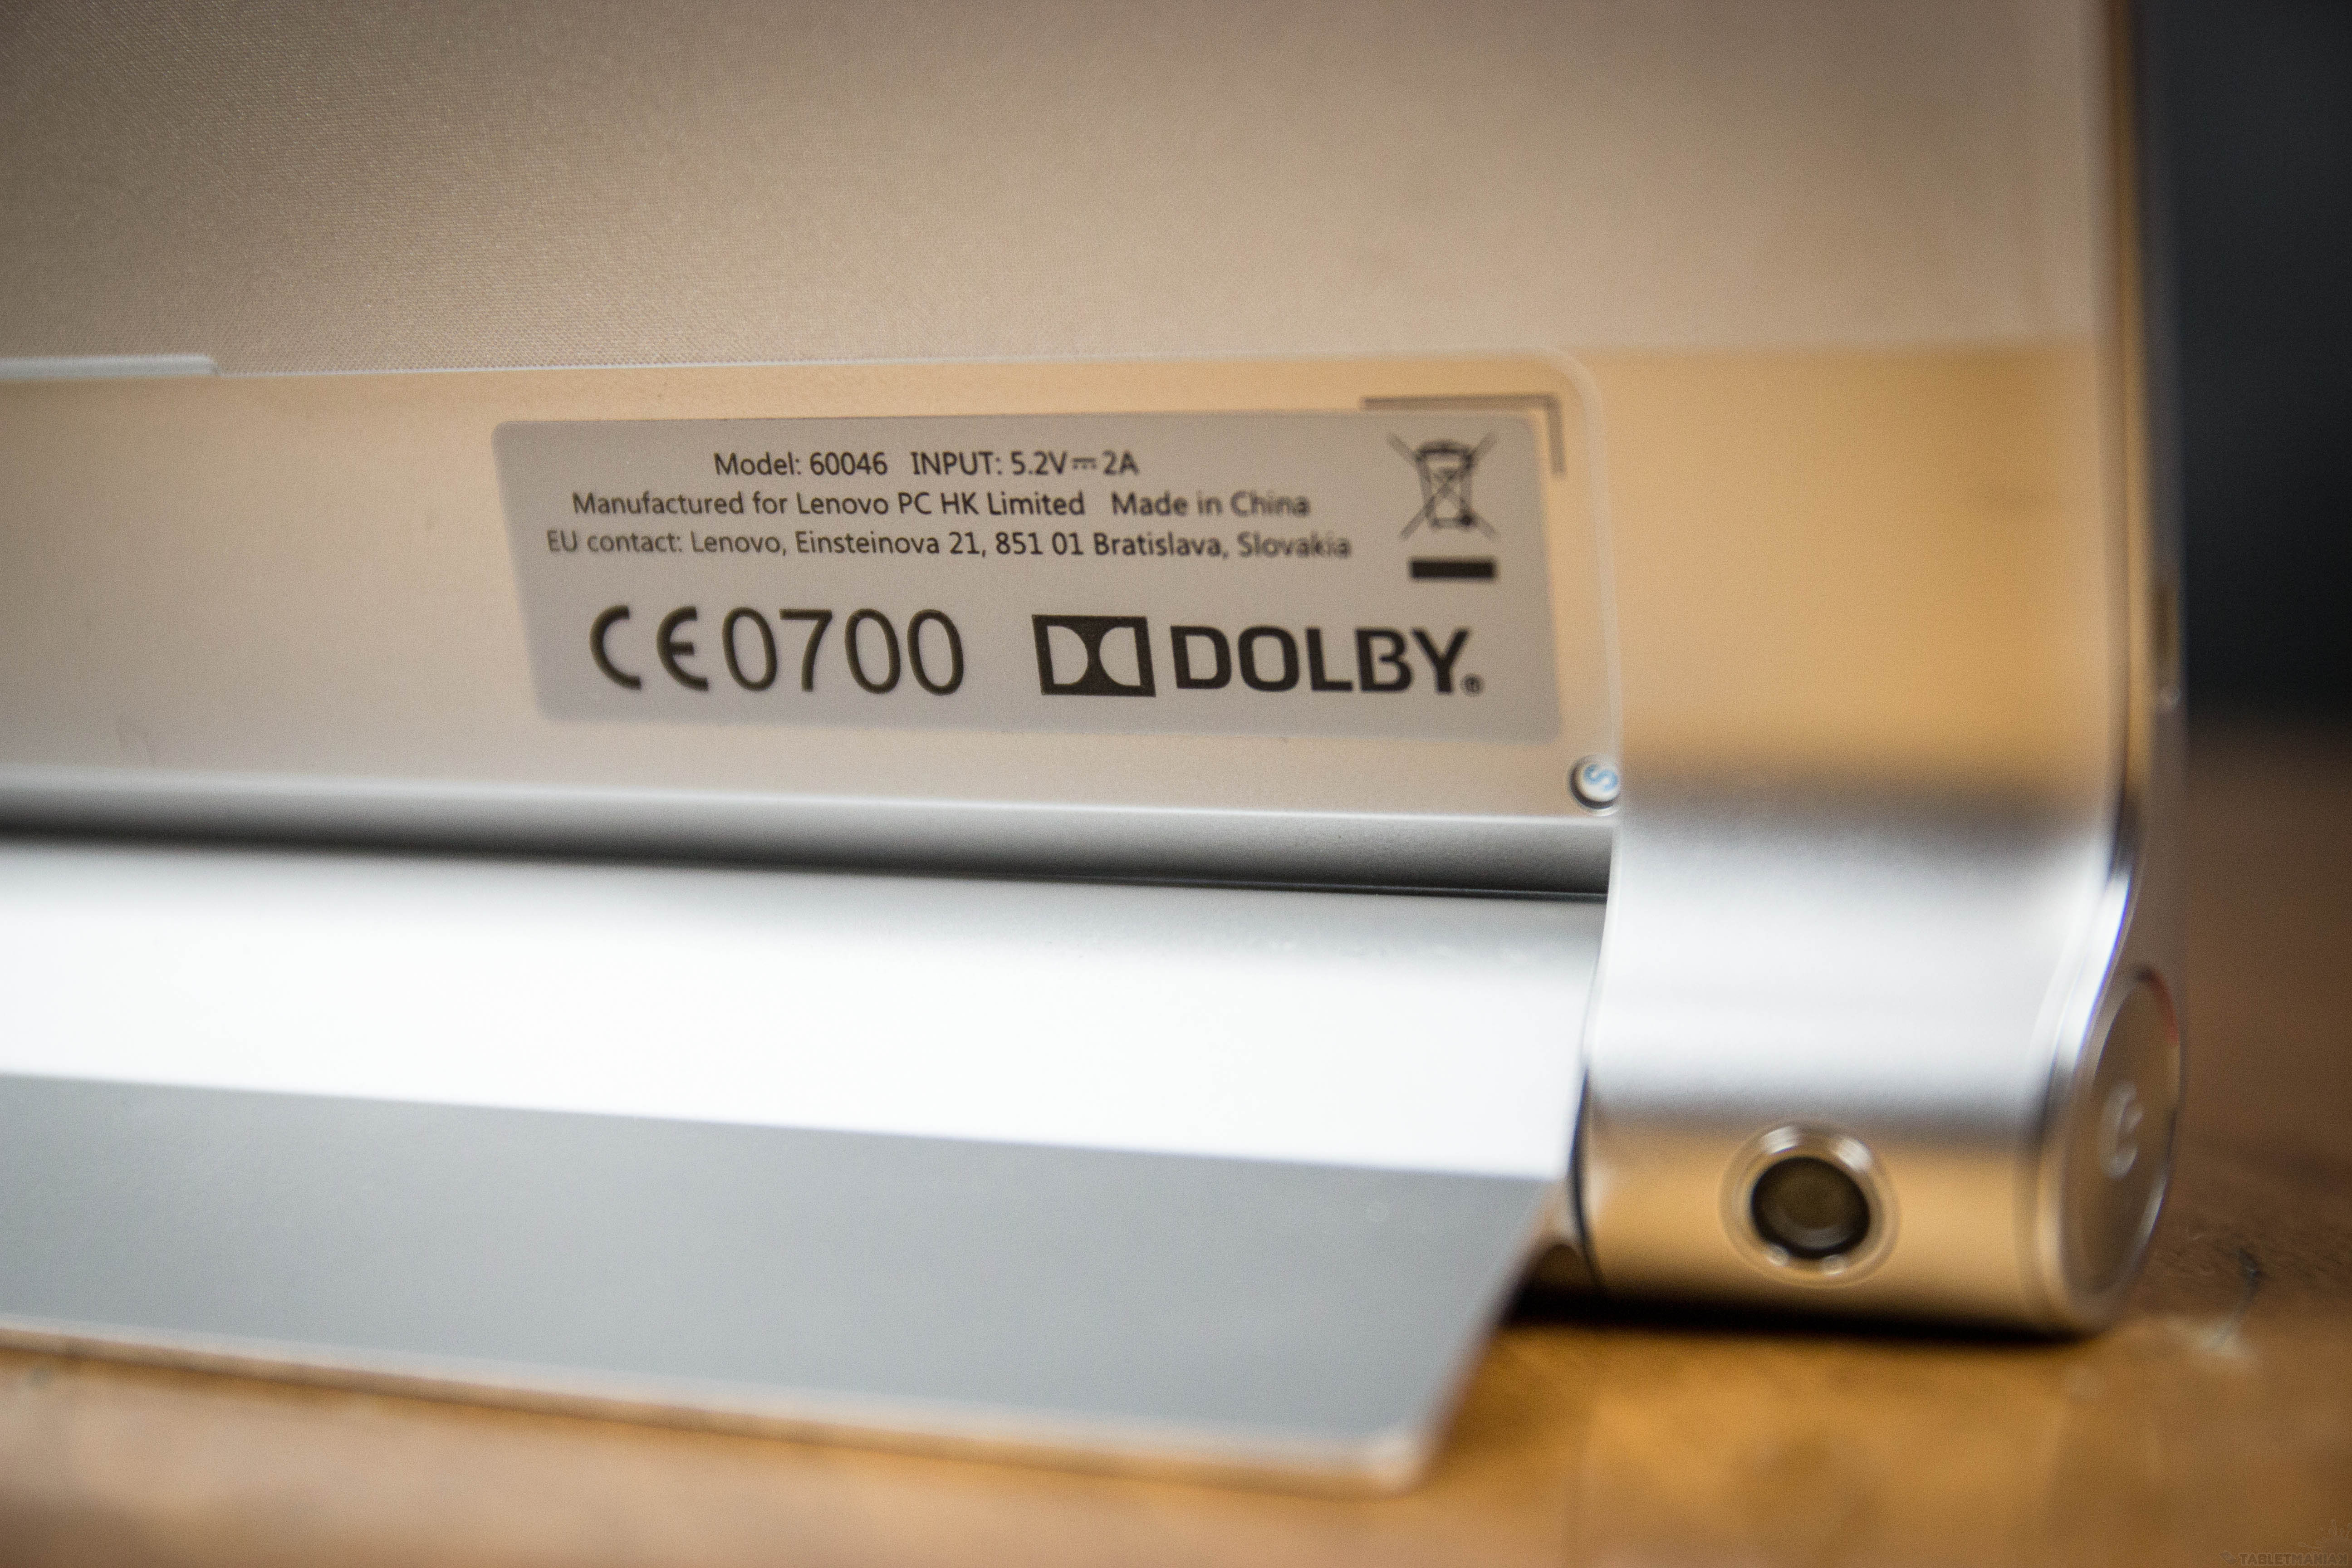 Model: 60046 INPUT: 5.2V⎓2A
Manufactured for Lenovo PC HK Limited Made in China
EU contact: Lenovo, Einsteinova 21, 851 01 Bratislava, Slovakia
CE0700 DOLBY®
S
TABLETMANIAK